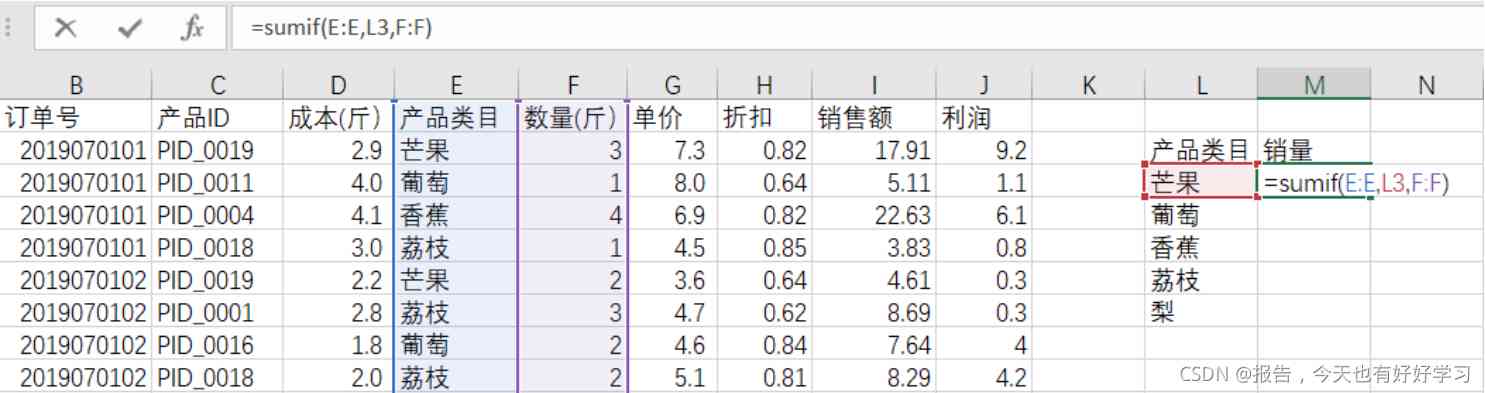 =sumif(E:E,L3,F:F)
B C D E F G H I J K L M N
订单号 产品ID 成本(斤) 产品类目 数量(斤) 单价 折扣 销售额 利润
2019070101 PID_0019 2.9 芒果 3 7.3 0.82 17.91 9.2 产品类目 销量
2019070101 PID_0011 4.0 葡萄 1 8.0 0.64 5.11 1.1 芒果 =sumif(E:E,L3,F:F)
2019070101 PID_0004 4.1 香蕉 4 6.9 0.82 22.63 6.1 葡萄
2019070101 PID_0018 3.0 荔枝 1 4.5 0.85 3.83 0.8 香蕉
2019070102 PID_0019 2.2 芒果 2 3.6 0.64 4.61 0.3 荔枝
2019070102 PID_0001 2.8 荔枝 3 4.7 0.62 8.69 0.3 梨
2019070102 PID_0016 1.8 葡萄 2 4.6 0.84 7.64 4
2019070102 PID_0018 2.0 荔枝 2 5.1 0.81 8.29 4.2
CSDN @报告，今天也有好好学习